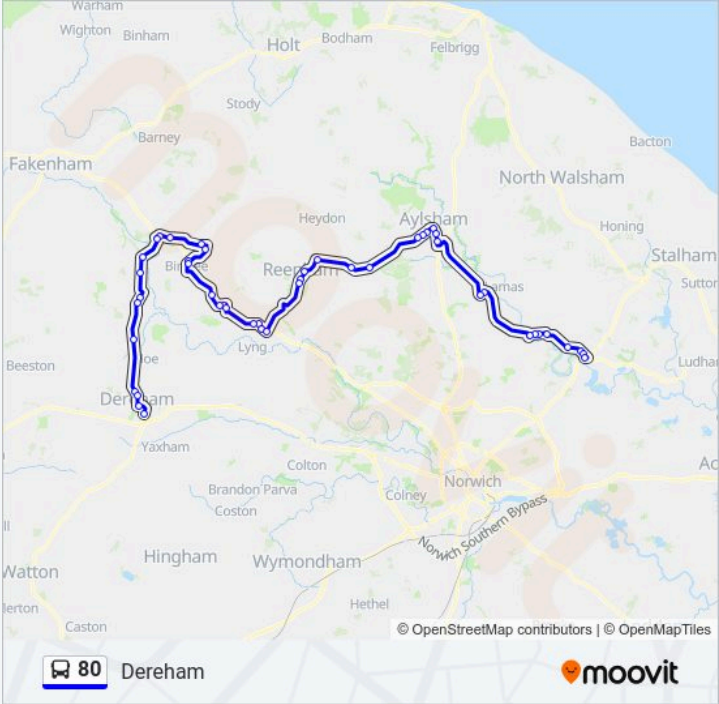 Warham
Wighton
Binham
Holt
Bodham
Felbrigg
Stody
Barney
Bacton
Fakenham
North Walsham
Heydon
Aylsham
Honing
Stalham
Sutton
Lyng
Beeston
Ludha
Yaxham
Colton
Norwich
Brandon Parva
Colney
Coston
Norwich Southern Bypass
Hingham
Wymondham
Watton
Hethel
Caston
© OpenStreetMap contributors | © OpenMapTiles
80 Dereham
moovit